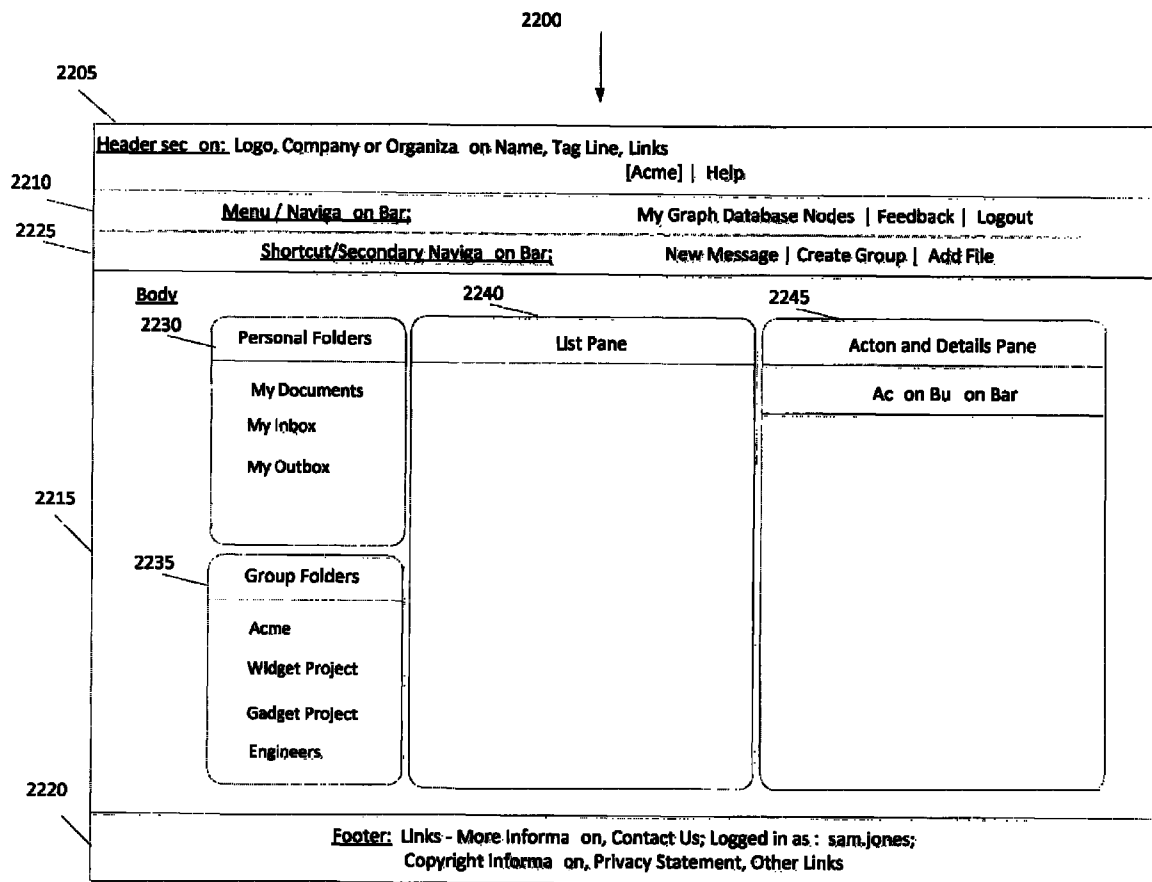 2200
2205
Header sec on: Logo, Company or Organiza on Name, Tag Line, Links
[Acme] | Help
2210
Menu / Naviga on Bar; My Graph Database Nodes | Feedback | Logout
2225
Shortcut/Secondary Naviga on Bar; New Message | Create Group | Add File
Body
2230
Personal Folders
My Documents
My Inbox
My Outbox
2240
List Pane
2245
Acton and Details Pane
Ac on Bu on Bar
2215
2235
Group Folders
Acme
Widget Project
Gadget Project
Engineers
2220
Footer: Links - More Informa on, Contact Us; Logged in as : sam.jones;
Copyright Informa on, Privacy Statement, Other Links